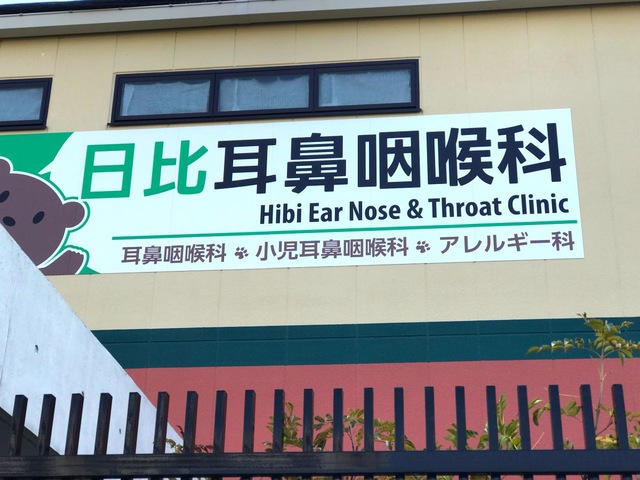 日比耳鼻咽喉科
Hibi Ear Nose & Throat Clinic
耳鼻咽喉科 小児耳鼻咽喉科 アレルギー科